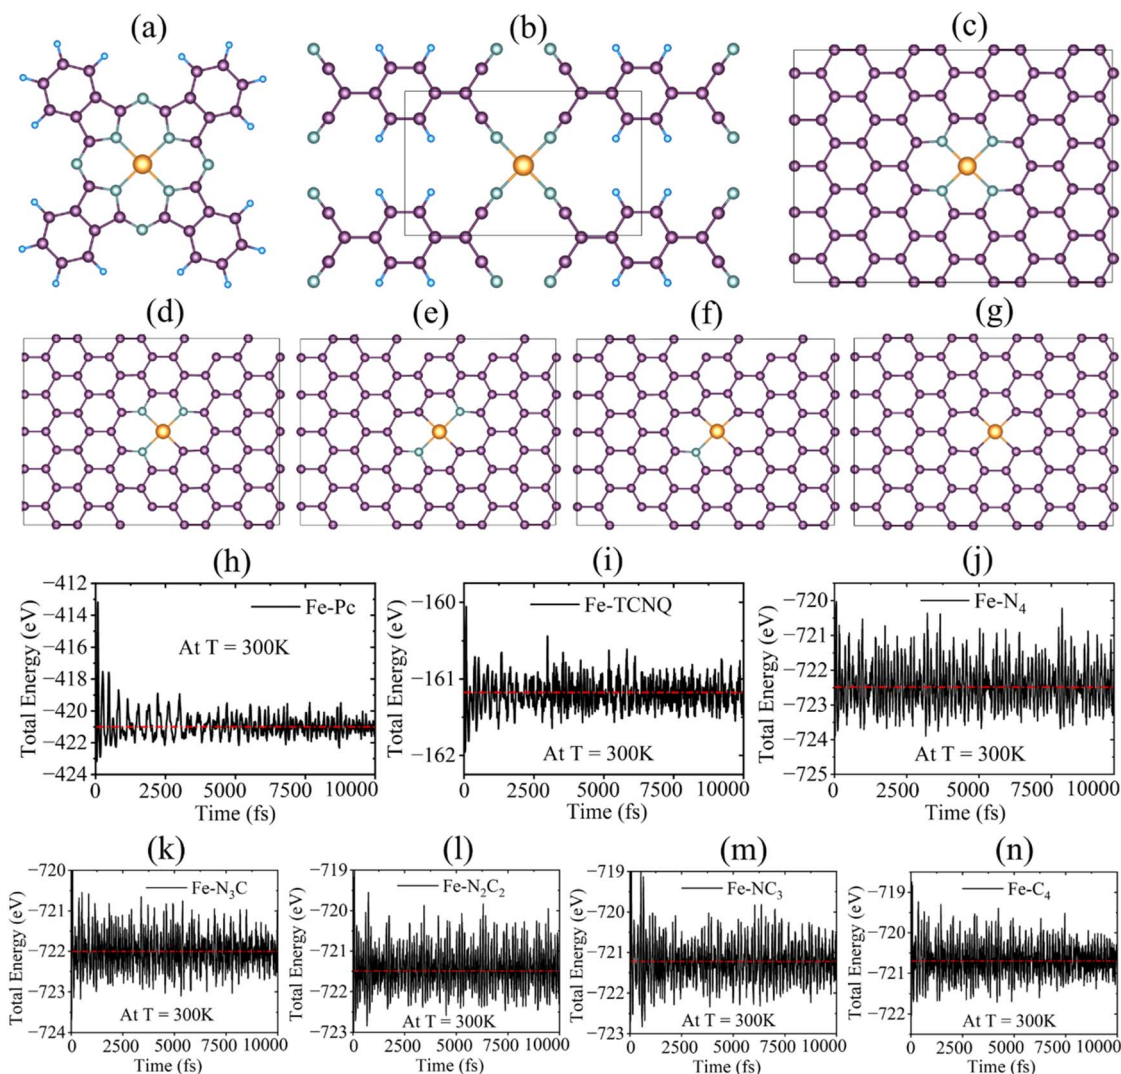 (a) (b) (c)
(d) (e) (f) (g)
(h) (i) (j)
−412
−414
−416
−418
−420
−422
−424
Total Energy (eV)
Fe-Pc
At T = 300K
0 2500 5000 7500 10000
Time (fs)
−160
−161
−162
Total Energy (eV)
Fe-TCNQ
At T = 300K
0 2500 5000 7500 10000
Time (fs)
−720
−721
−722
−723
−724
−725
Total Energy (eV)
Fe-N₄
At T = 300K
0 2500 5000 7500 10000
Time (fs)
(k) (l) (m) (n)
−720
−721
−722
−723
−724
Total Energy (eV)
Fe-N₃C
At T = 300K
0 2500 5000 7500 10000
Time (fs)
−719
−720
−721
−722
−723
Total Energy (eV)
Fe-N₂C₂
At T = 300K
0 2500 5000 7500 10000
Time (fs)
−719
−720
−721
−722
−723
Total Energy (eV)
Fe-NC₃
At T = 300K
0 2500 5000 7500 10000
Time (fs)
−719
−720
−721
−722
Total Energy (eV)
Fe-C₄
At T = 300K
0 2500 5000 7500 10000
Time (fs)